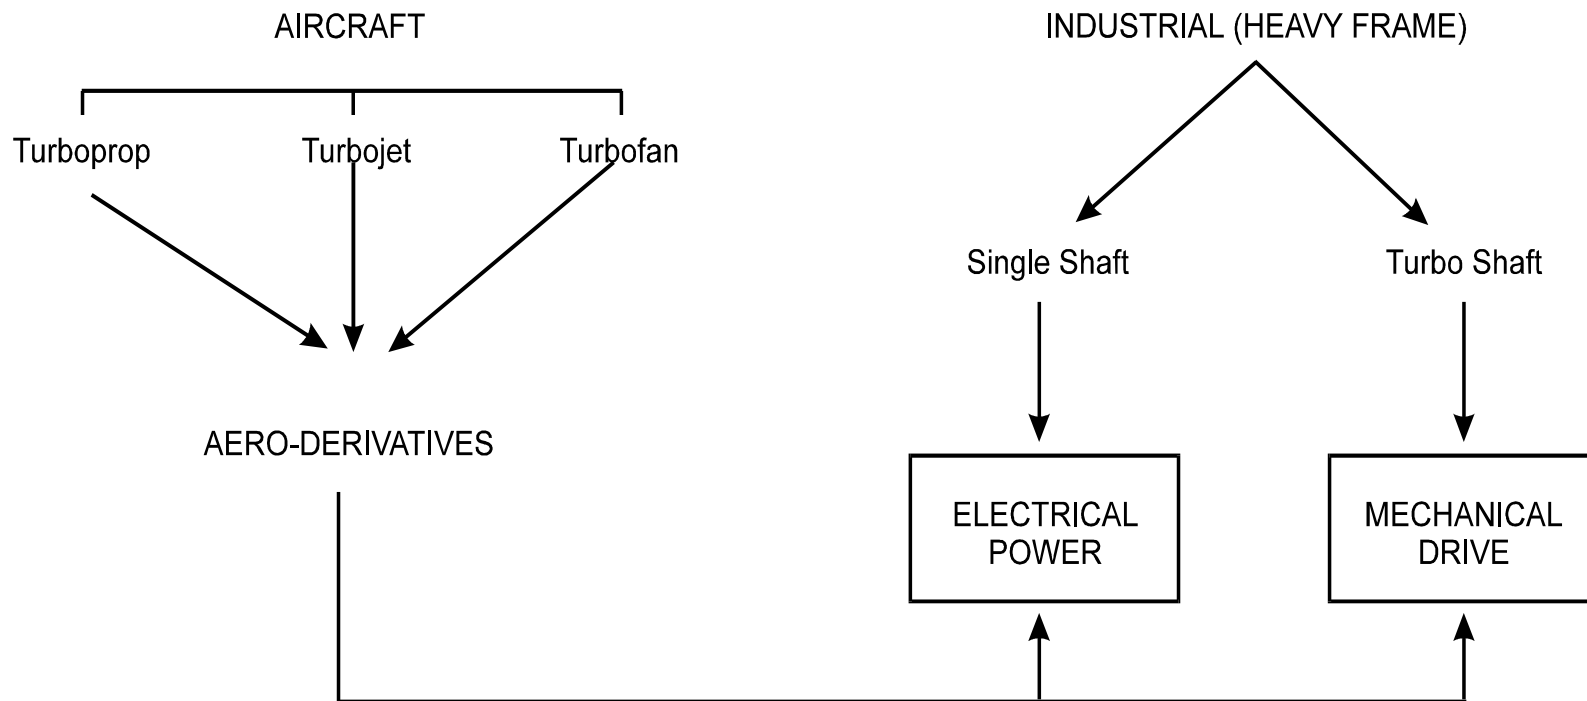 AIRCRAFT
INDUSTRIAL (HEAVY FRAME)
Turboprop
Turbojet
Turbofan
Single Shaft
Turbo Shaft
AERO-DERIVATIVES
ELECTRICAL
POWER
MECHANICAL
DRIVE